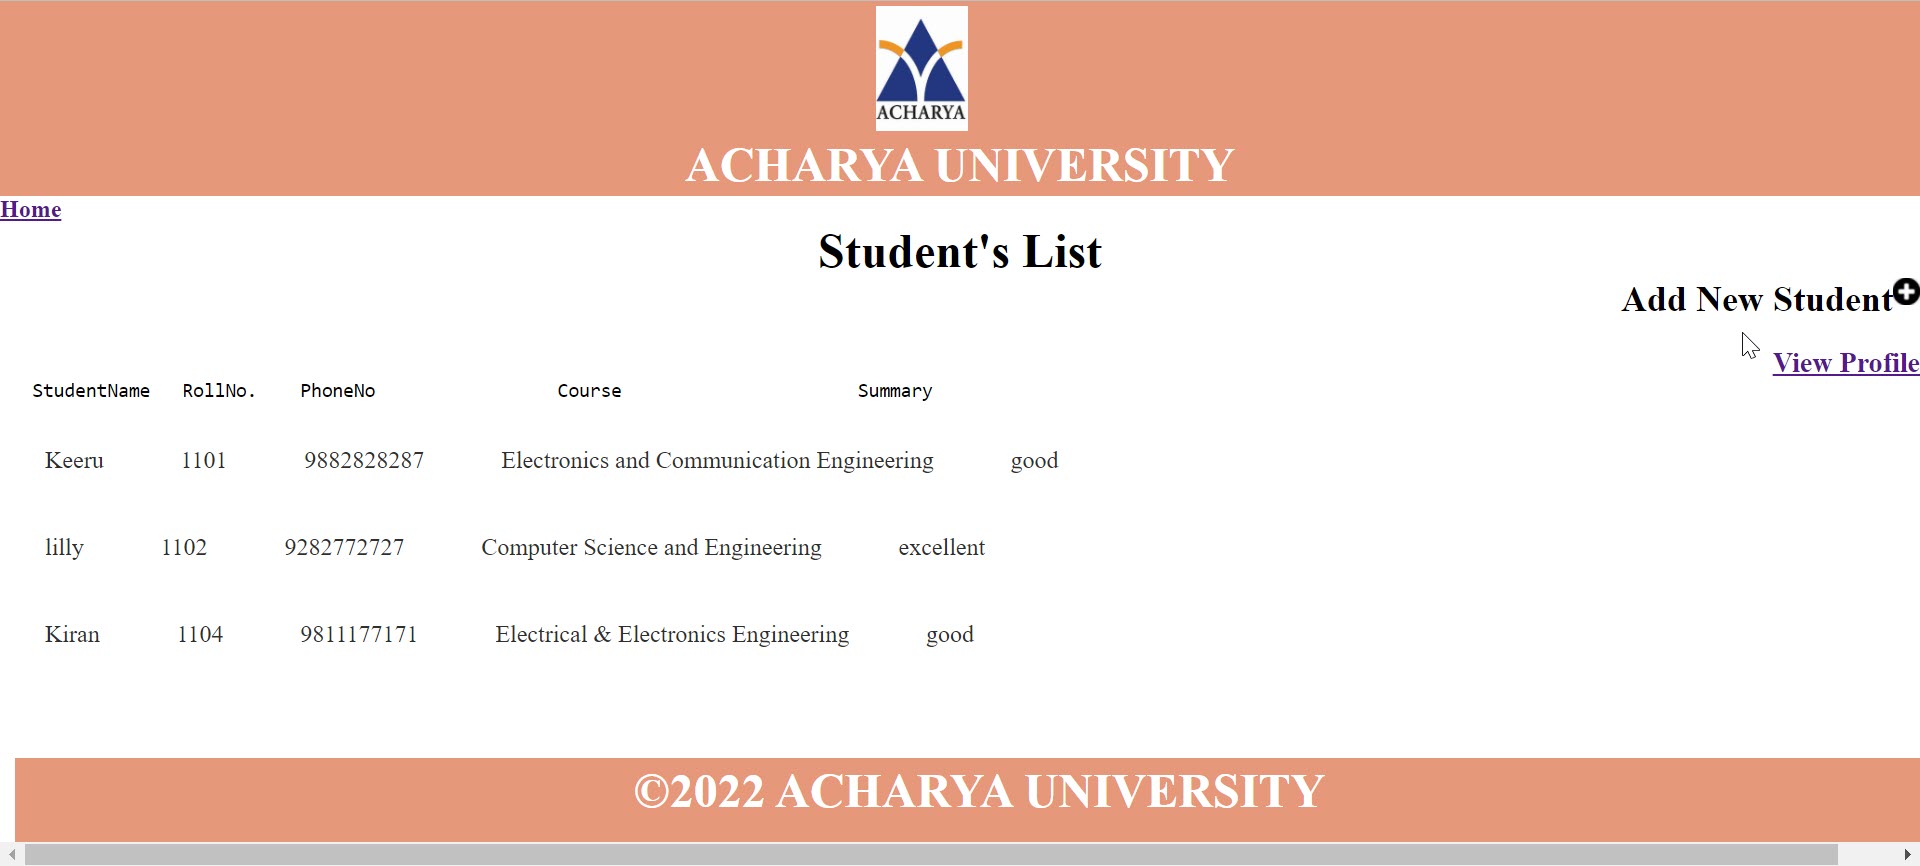 ACHARYA
ACHARYA UNIVERSITY
Home
Student's List
Add New Student
View Profile
StudentName RollNo. PhoneNo Course Summary
Keeru 1101 9882828287 Electronics and Communication Engineering good
lilly 1102 9282772727 Computer Science and Engineering excellent
Kiran 1104 9811177171 Electrical & Electronics Engineering good
©2022 ACHARYA UNIVERSITY